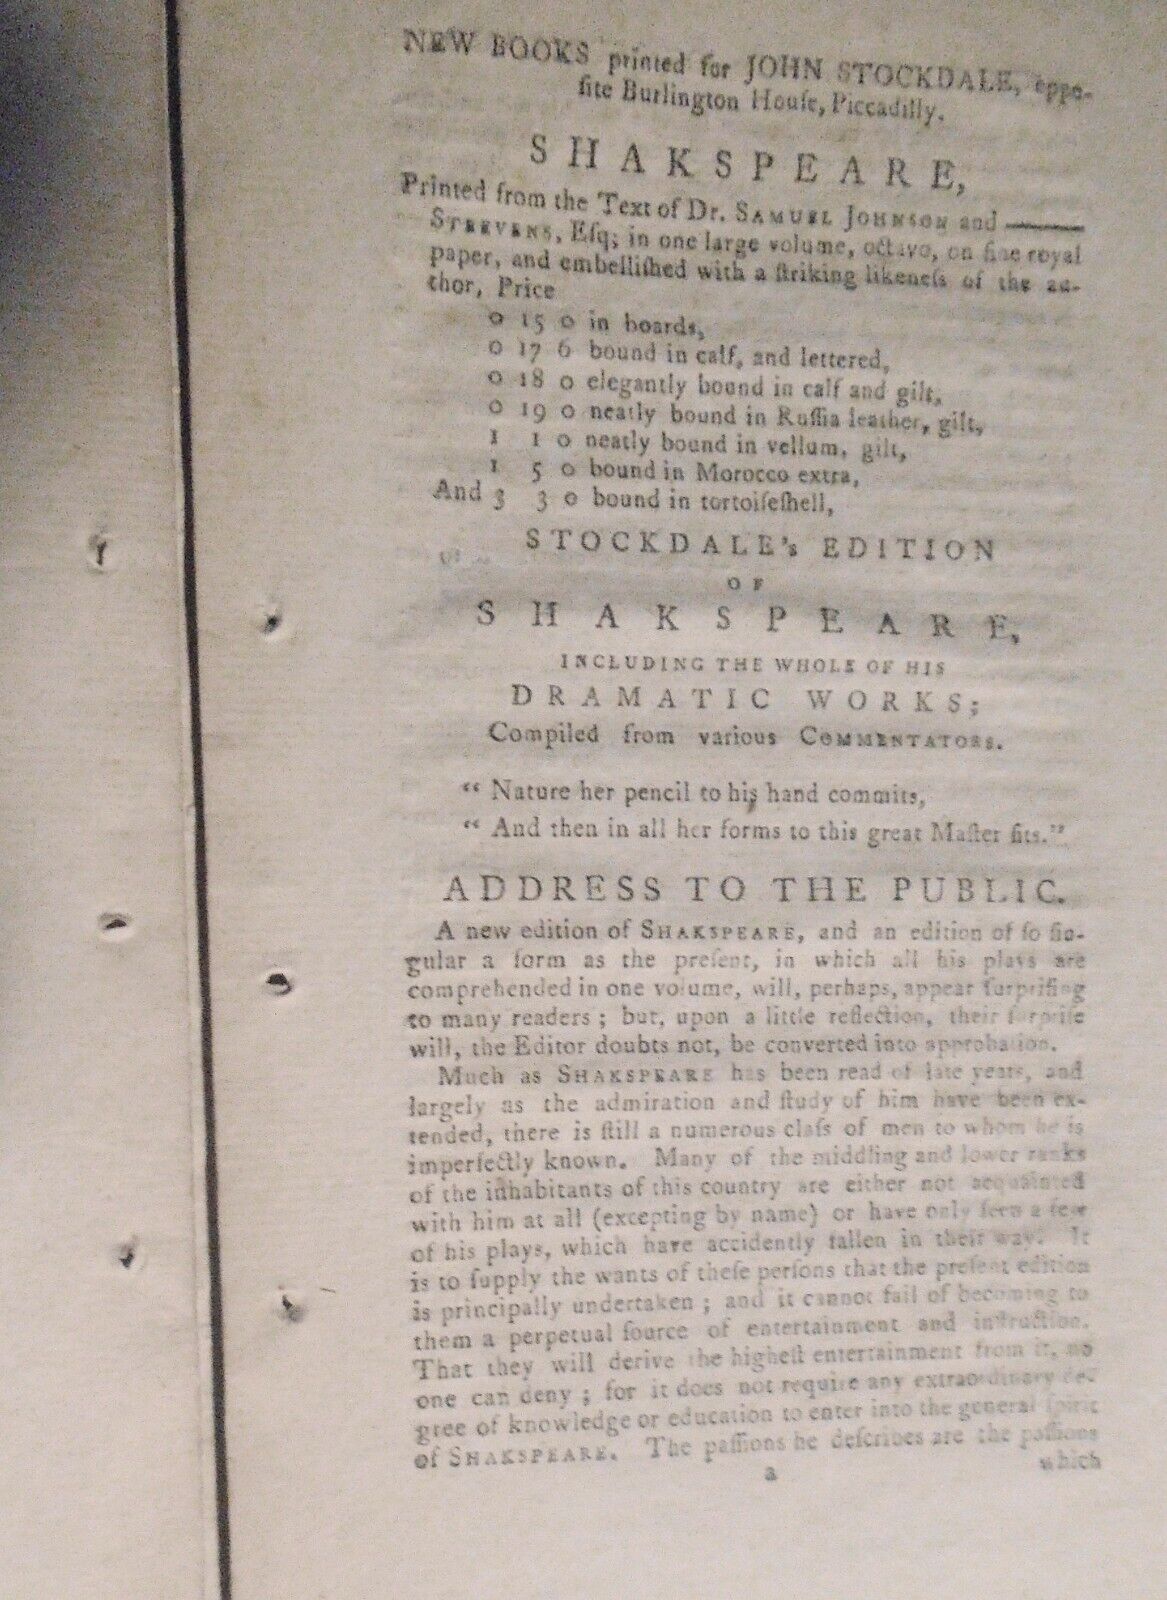 NEW BOOKS printed for JOHN STOCKDALE, oppo-
ſite Burlington Houſe, Piccadilly.
SHAKSPEARE,
Printed from the Text of Dr. SAMUEL JOHNSON and ———
STEEVENS, Eſq; in one large volume, octavo, on fine royal
paper, and embelliſhed with a ſtriking likeneſs of the au-
thor, Price
0 15 0 in boards,
0 17 6 bound in calf, and lettered,
0 18 0 elegantly bound in calf and gilt,
0 19 0 neatly bound in Ruſſia leather, gilt,
1 1 0 neatly bound in vellum, gilt,
1 5 0 bound in Morocco extra,
And 3 3 0 bound in tortoiſeſhell,
STOCKDALE's EDITION
OF
SHAKSPEARE,
INCLUDING THE WHOLE OF HIS
DRAMATIC WORKS;
Compiled from various COMMENTATORS.
“ Nature her pencil to his hand commits,
“ And then in all her forms to this great Maſter ſits.”
ADDRESS TO THE PUBLIC.
A new edition of SHAKSPEARE, and an edition of ſo ſin-
gular a form as the preſent, in which all his plays are
comprehended in one volume, will, perhaps, appear ſurpriſing
to many readers; but, upon a little reflection, their ſurpriſe
will, the Editor doubts not, be converted into approbation.
Much as SHAKSPEARE has been read of late years, and
largely as the admiration and ſtudy of him have been ex-
tended, there is ſtill a numerous claſs of men to whom he is
imperfectly known. Many of the middling and lower ranks
of the inhabitants of this country are either not acquainted
with him at all (excepting by name) or have only ſeen a few
of his plays, which have accidently fallen in their way. It
is to ſupply the wants of theſe perſons that the preſent edition
is principally undertaken; and it cannot fail of becoming to
them a perpetual ſource of entertainment and inſtruction.
That they will derive the higheſt entertainment from it, no
one can deny; for it does not require any extraordinary de-
gree of knowledge or education to enter into the general ſpirit
of SHAKSPEARE. The paſſions he deſcribes are the paſſions
a which